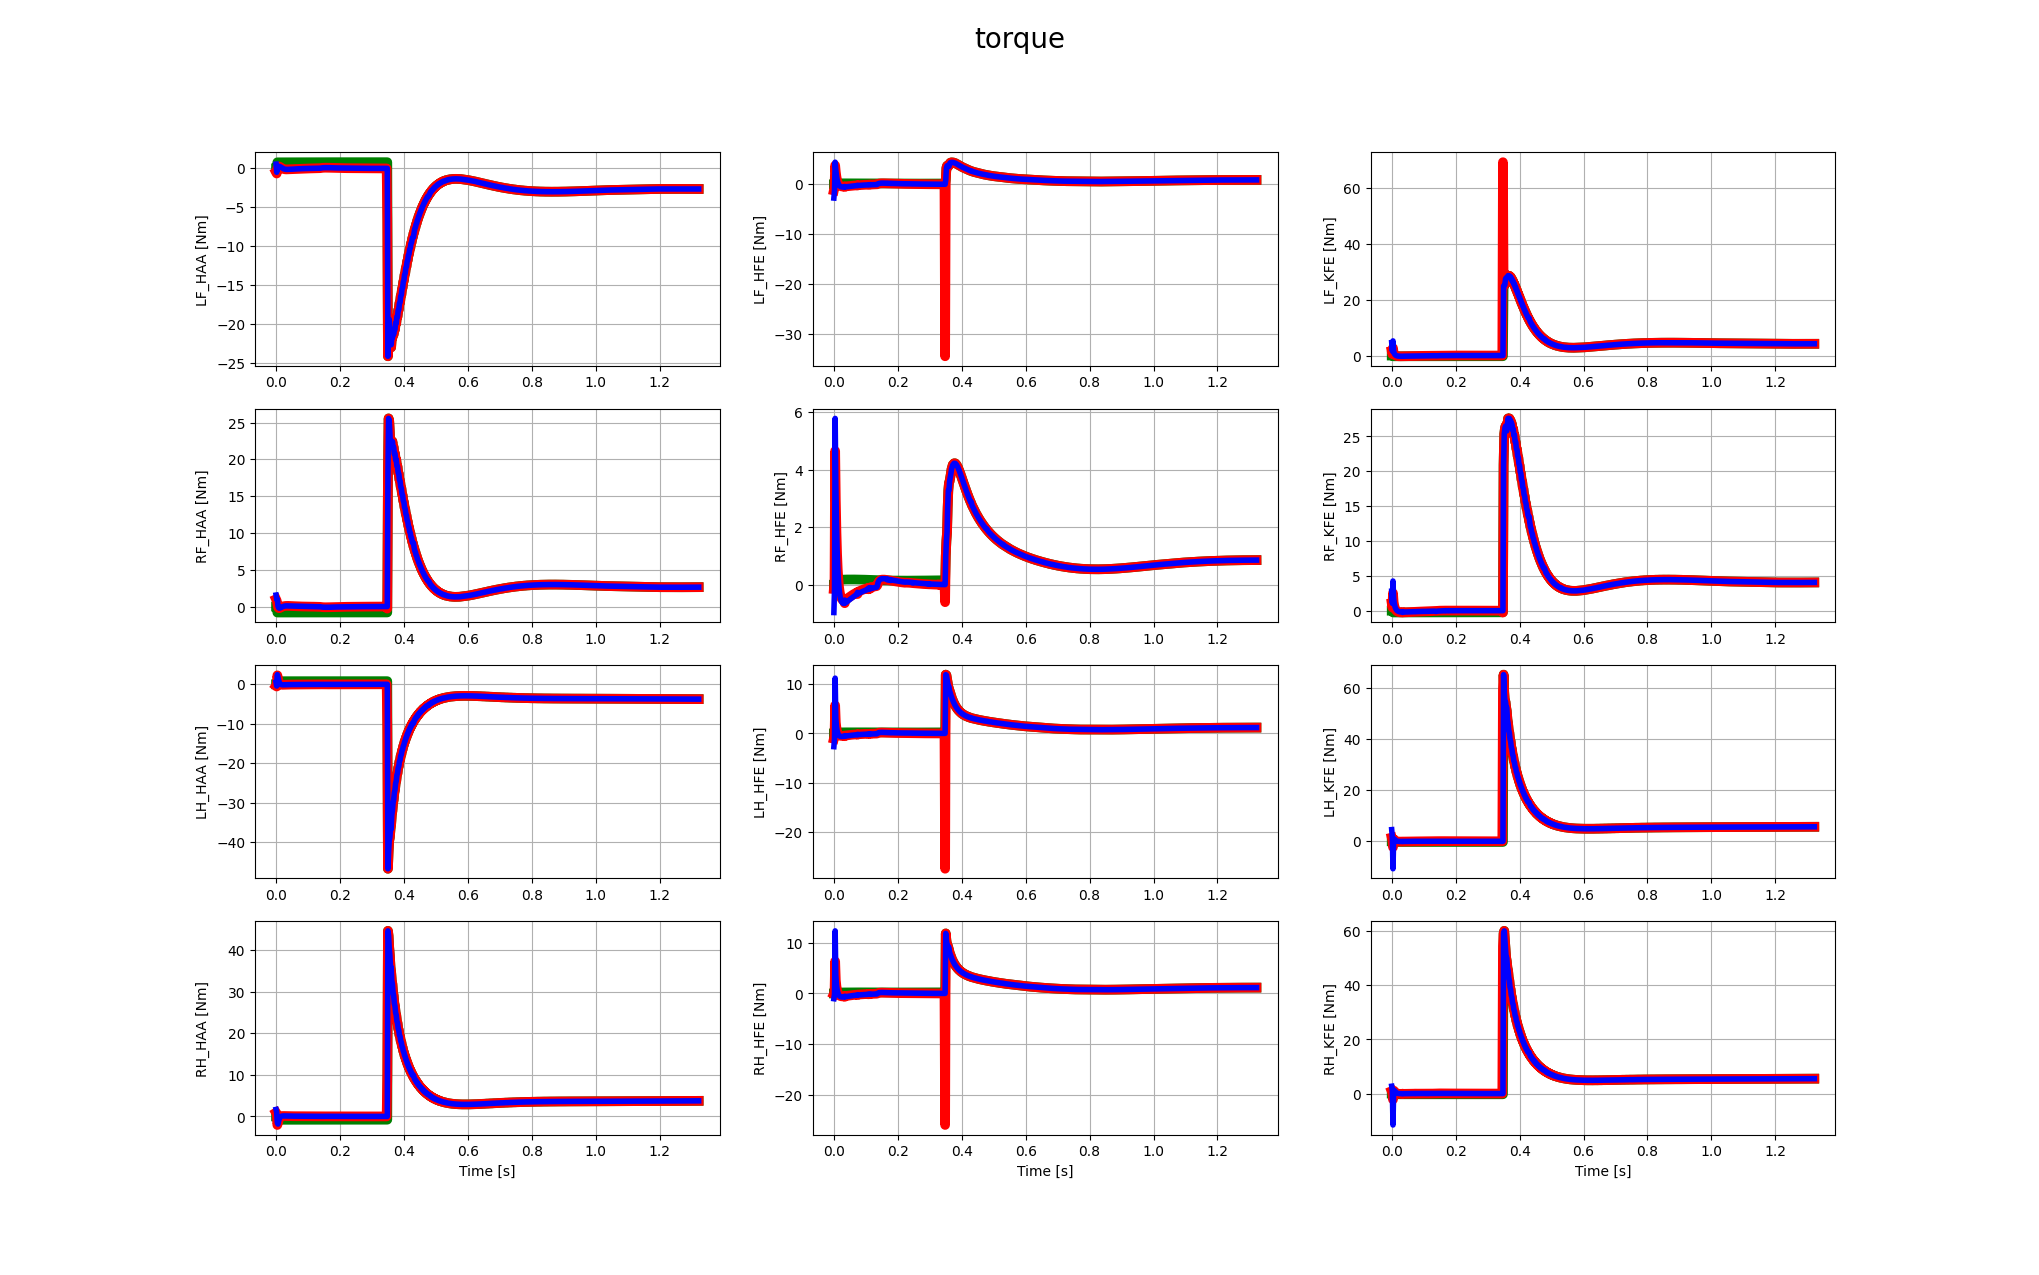 torque
LF_HAA [Nm]
0
−5
−10
−15
−20
−25
0.0 0.2 0.4 0.6 0.8 1.0 1.2
LF_HFE [Nm]
0
−10
−20
−30
0.0 0.2 0.4 0.6 0.8 1.0 1.2
LF_KFE [Nm]
60
40
20
0
0.0 0.2 0.4 0.6 0.8 1.0 1.2
RF_HAA [Nm]
25
20
15
10
5
0
0.0 0.2 0.4 0.6 0.8 1.0 1.2
RF_HFE [Nm]
6
4
2
0
0.0 0.2 0.4 0.6 0.8 1.0 1.2
RF_KFE [Nm]
25
20
15
10
5
0
0.0 0.2 0.4 0.6 0.8 1.0 1.2
LH_HAA [Nm]
0
−10
−20
−30
−40
0.0 0.2 0.4 0.6 0.8 1.0 1.2
LH_HFE [Nm]
10
0
−10
−20
0.0 0.2 0.4 0.6 0.8 1.0 1.2
LH_KFE [Nm]
60
40
20
0
0.0 0.2 0.4 0.6 0.8 1.0 1.2
RH_HAA [Nm]
40
30
20
10
0
0.0 0.2 0.4 0.6 0.8 1.0 1.2
Time [s]
RH_HFE [Nm]
10
0
−10
−20
0.0 0.2 0.4 0.6 0.8 1.0 1.2
Time [s]
RH_KFE [Nm]
60
40
20
0
0.0 0.2 0.4 0.6 0.8 1.0 1.2
Time [s]